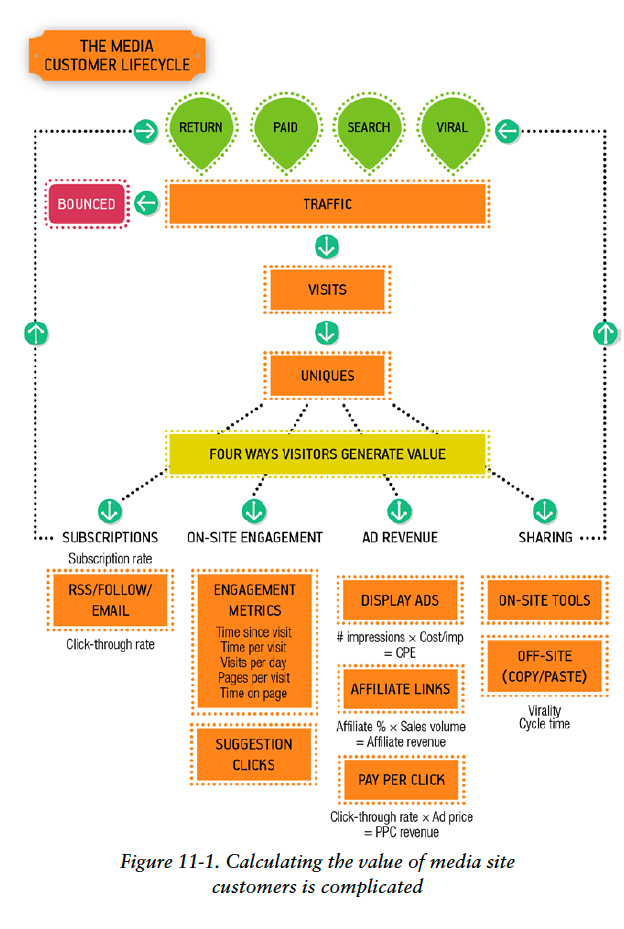 THE MEDIA
CUSTOMER LIFECYCLE
RETURN
PAID
SEARCH
VIRAL
BOUNCED
TRAFFIC
VISITS
UNIQUES
FOUR WAYS VISITORS GENERATE VALUE
SUBSCRIPTIONS
Subscription rate
RSS/FOLLOW/
EMAIL
Click-through rate
ON-SITE ENGAGEMENT
ENGAGEMENT
METRICS
Time since visit
Time per visit
Visits per day
Pages per visit
Time on page
SUGGESTION
CLICKS
AD REVENUE
DISPLAY ADS
# impressions × Cost/imp
= CPE
AFFILIATE LINKS
Affiliate % × Sales volume
= Affiliate revenue
PAY PER CLICK
Click-through rate × Ad price
= PPC revenue
SHARING
ON-SITE TOOLS
OFF-SITE
(COPY/PASTE)
Virality
Cycle time
Figure 11-1. Calculating the value of media site
customers is complicated